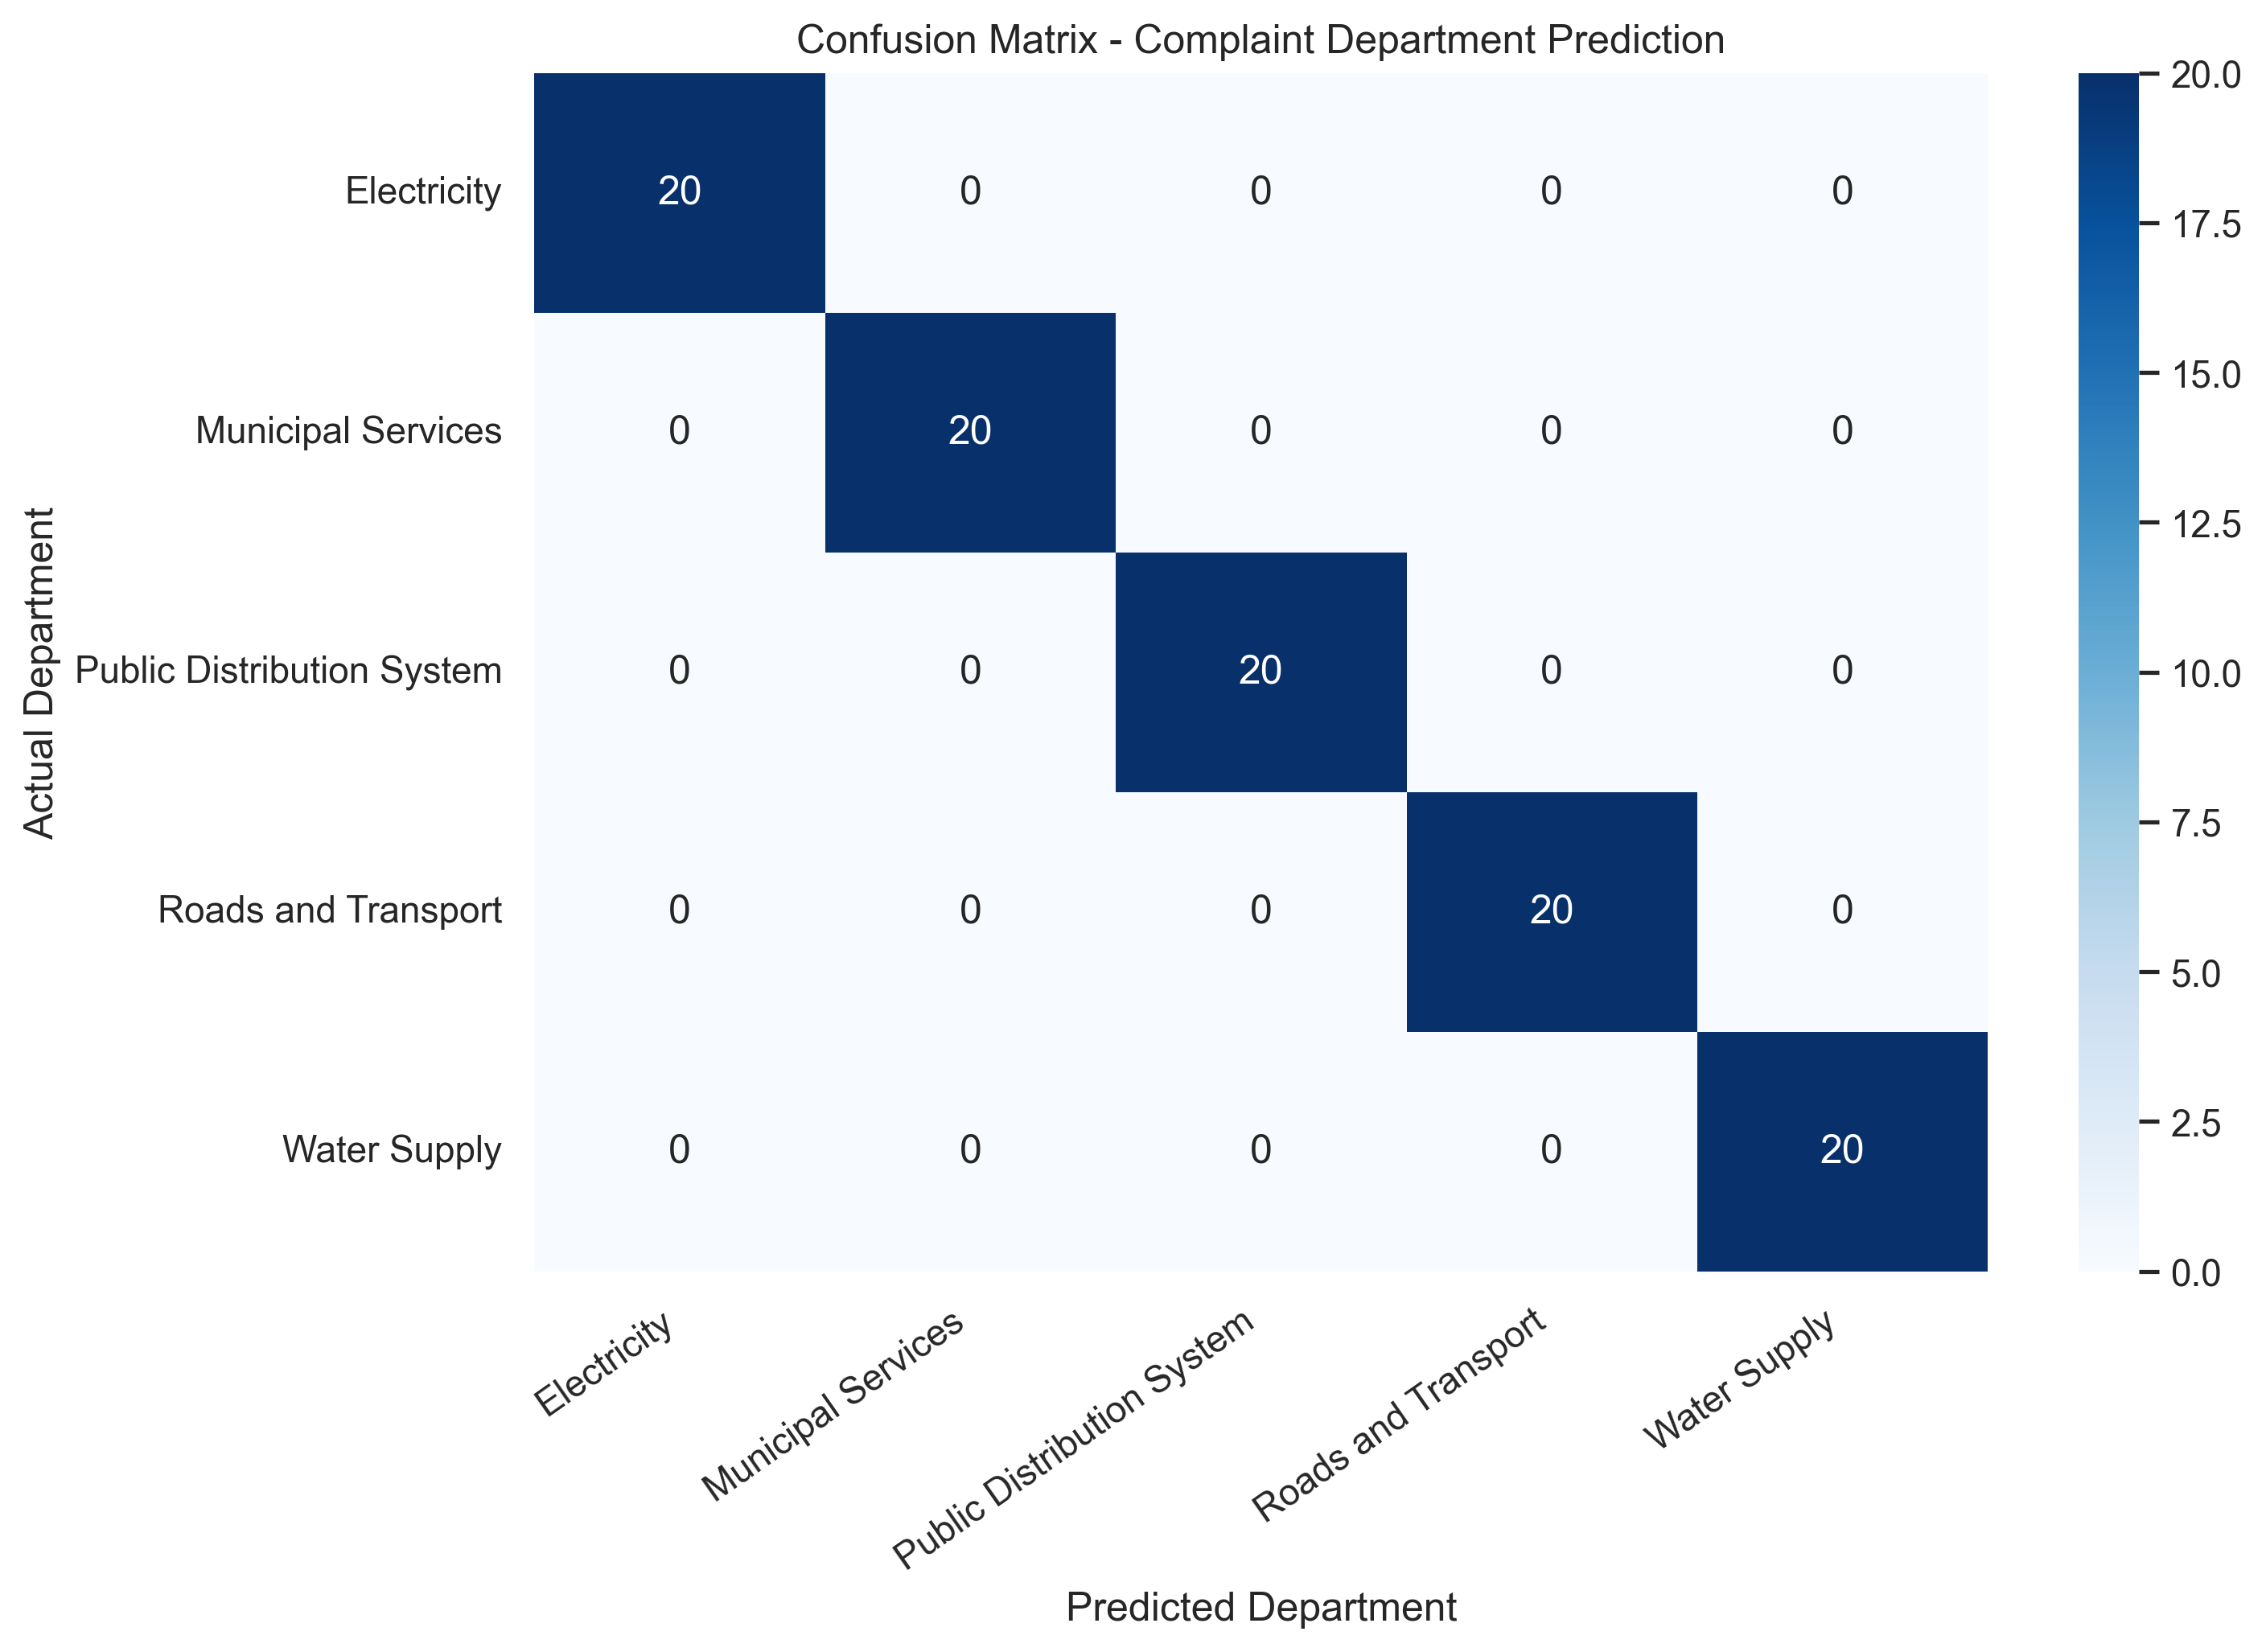 Confusion Matrix - Complaint Department Prediction
Actual Department
Electricity 20 0 0 0 0
Municipal Services 0 20 0 0 0
Public Distribution System 0 0 20 0 0
Roads and Transport 0 0 0 20 0
Water Supply 0 0 0 0 20
Electricity
Municipal Services
Public Distribution System
Roads and Transport
Water Supply
Predicted Department
20.0
17.5
15.0
12.5
10.0
7.5
5.0
2.5
0.0